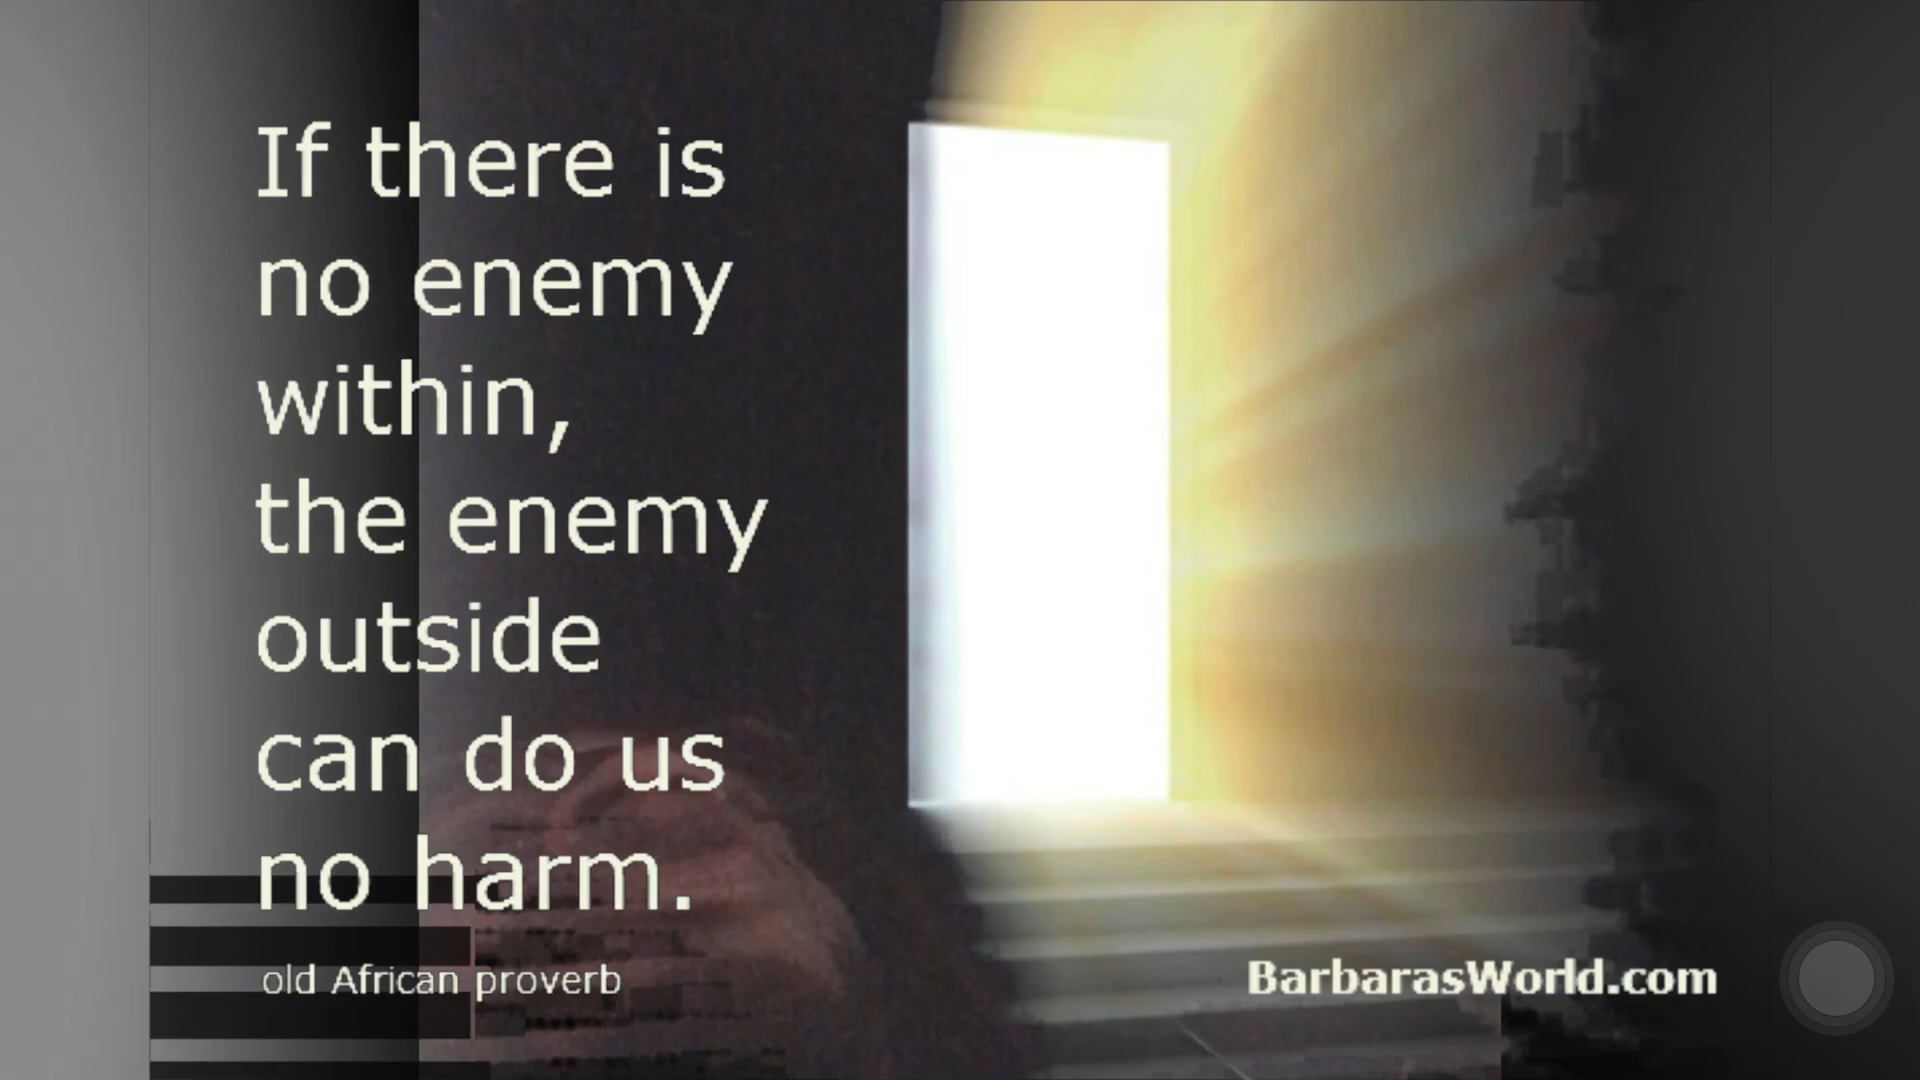 If there is
no enemy
within,
the enemy
outside
can do us
no harm.
old African proverb
BarbarasWorld.com